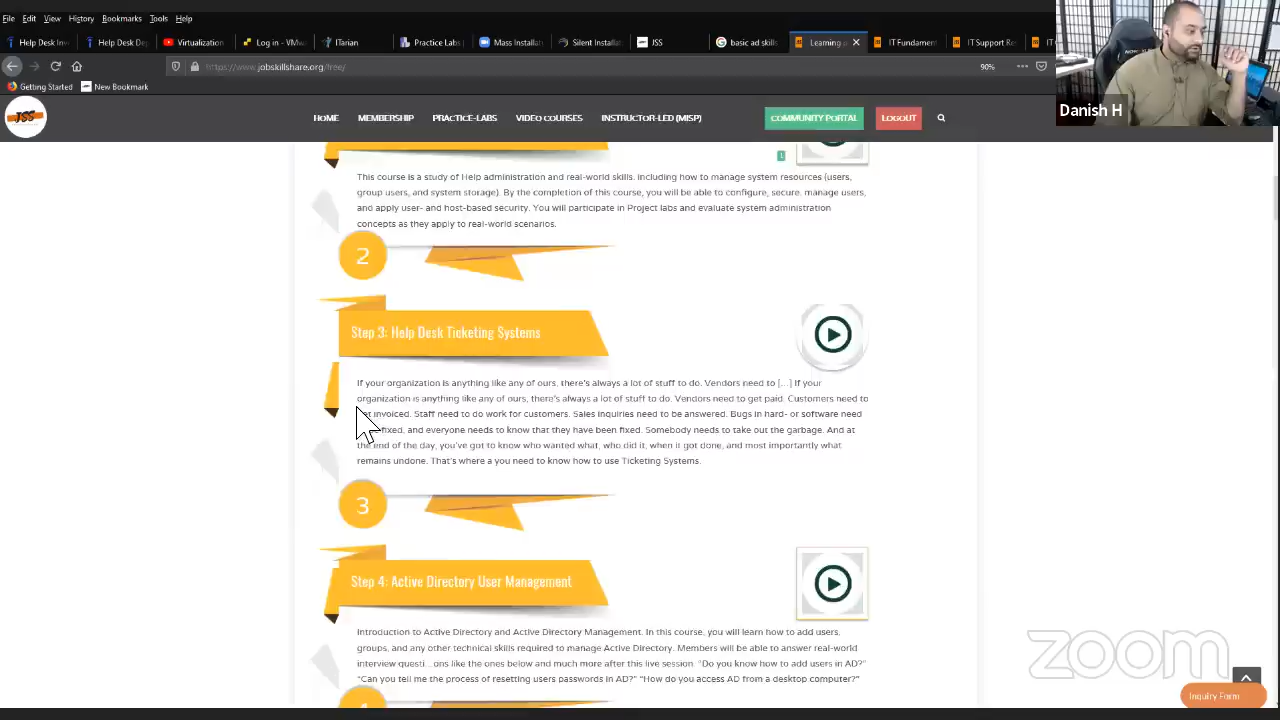 File Edit View History Bookmarks Tools Help
Help Desk Inv Help Desk De Virtualization Log in - VMw ITarian Practice Labs Mass Installat Silent Installat JSS basic ad skills Learning IT Fundament IT Support Re
https://www.jobskillshare.org/free/ 90%
Getting Started New Bookmark
Danish H
JSS HOME MEMBERSHIP PRACTICE-LABS VIDEO COURSES INSTRUCTOR-LED (MISP) COMMUNITY PORTAL LOGOUT
1
This course is a study of Help administration and real-world skills, including how to manage system resources (users,
group users, and system storage). By the completion of this course, you will be able to configure, secure, manage users,
and apply user- and host-based security. You will participate in Project labs and evaluate system administration
concepts as they apply to real-world scenarios.
2
Step 3: Help Desk Ticketing Systems
If your organization is anything like any of ours, there's always a lot of stuff to do. Vendors need to [...] If your
organization is anything like any of ours, there's always a lot of stuff to do. Vendors need to get paid. Customers need to
invoiced. Staff need to do work for customers. Sales inquiries need to be answered. Bugs in hard- or software need
fixed, and everyone needs to know that they have been fixed. Somebody needs to take out the garbage. And at
the end of the day, you've got to know who wanted what, who did it, when it got done, and most importantly what
remains undone. That's where a you need to know how to use Ticketing Systems.
3
Step 4: Active Directory User Management
Introduction to Active Directory and Active Directory Management. In this course, you will learn how to add users,
groups, and any other technical skills required to manage Active Directory. Members will be able to answer real-world
interview questi... ons like the ones below and much more after this live session. "Do you know how to add users in AD?"
"Can you tell me the process of resetting users passwords in AD?" "How do you access AD from a desktop computer?"
zoom
Inquiry Form